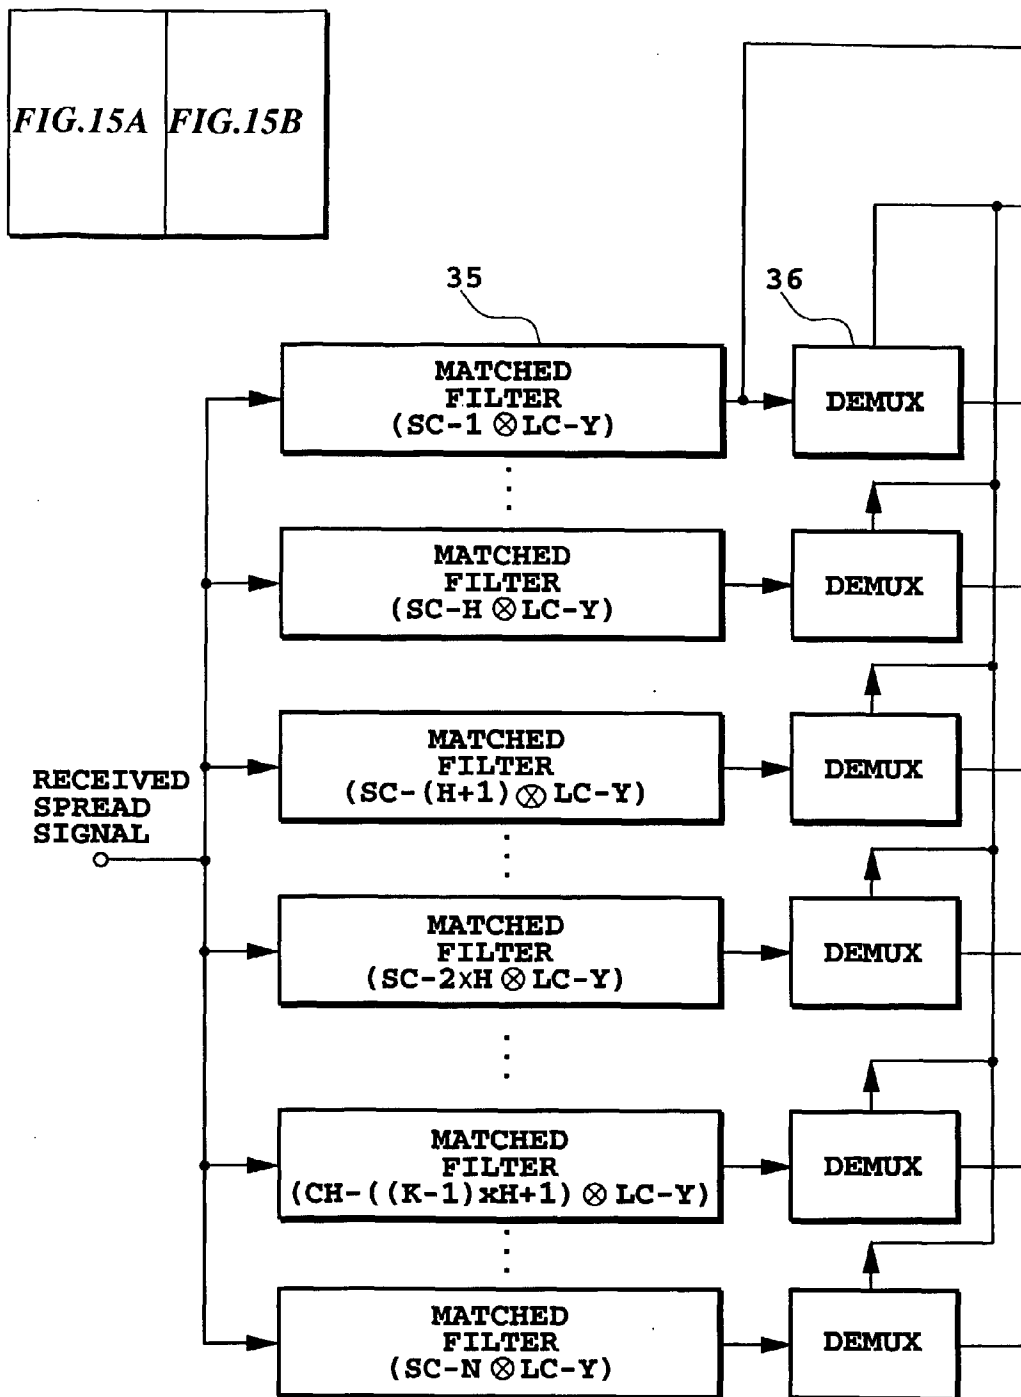 FIG.15A FIG.15B
35
36
MATCHED
FILTER
(SC-1 ⊗ LC-Y)
DEMUX
MATCHED
FILTER
(SC-H ⊗ LC-Y)
DEMUX
MATCHED
FILTER
(SC-(H+1) ⊗ LC-Y)
DEMUX
RECEIVED
SPREAD
SIGNAL
MATCHED
FILTER
(SC-2xH ⊗ LC-Y)
DEMUX
MATCHED
FILTER
(CH-((K-1)xH+1) ⊗ LC-Y)
DEMUX
MATCHED
FILTER
(SC-N ⊗ LC-Y)
DEMUX